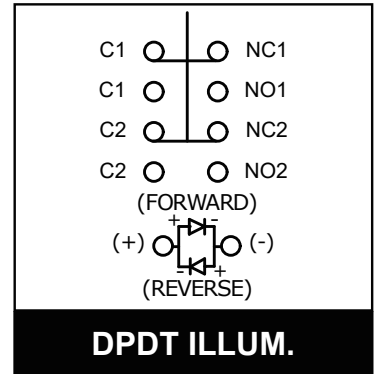 C1 NC1
C1 NO1
C2 NC2
C2 NO2
(FORWARD)
+ -
(+) (-)
- +
(REVERSE)
DPDT ILLUM.